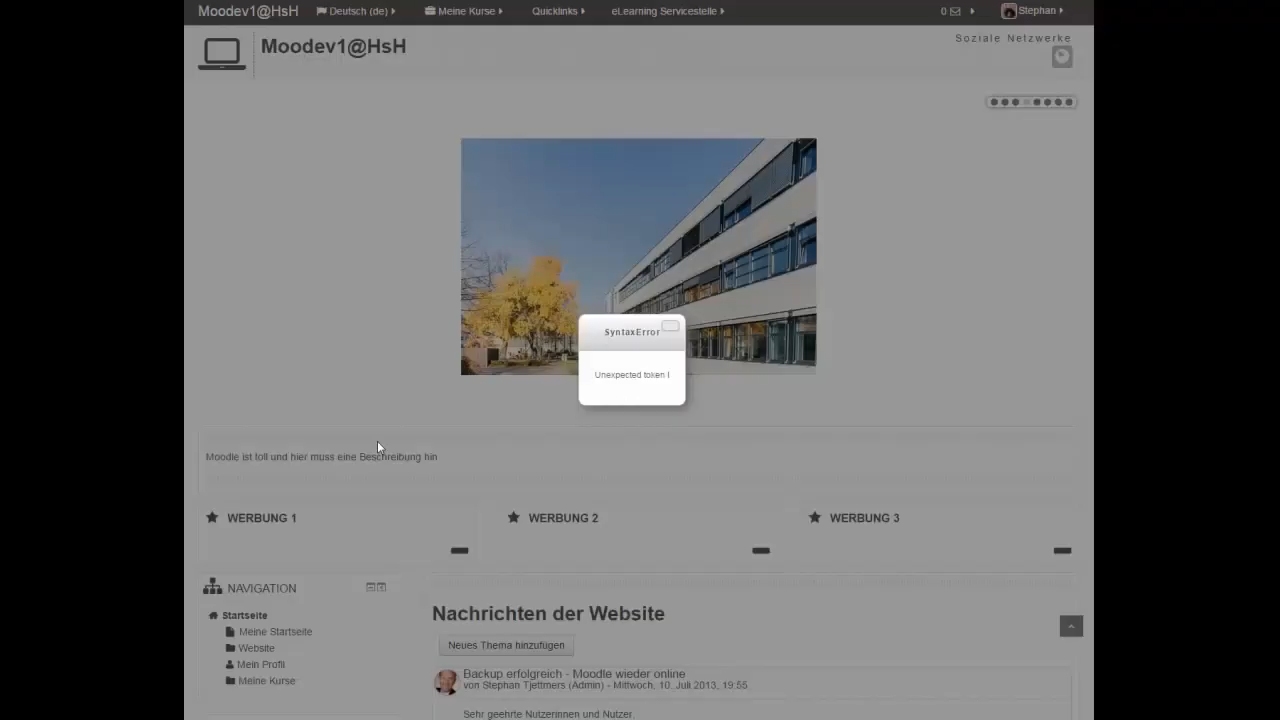 Moodev1@HsH Deutsch (de) Meine Kurse Quicklinks eLearning Servicestelle 0 Stephan
Moodev1@HsH
Soziale Netzwerke
SyntaxError
Unexpected token I
Moodle ist toll und hier muss eine Beschreibung hin
WERBUNG 1 WERBUNG 2 WERBUNG 3
NAVIGATION
Startseite
Meine Startseite
Website
Mein Profil
Meine Kurse
Nachrichten der Website
Neues Thema hinzufügen
Backup erfolgreich - Moodle wieder online
von Stephan Tjettmers (Admin) - Mittwoch, 10. Juli 2013, 19:55
Sehr geehrte Nutzerinnen und Nutzer,